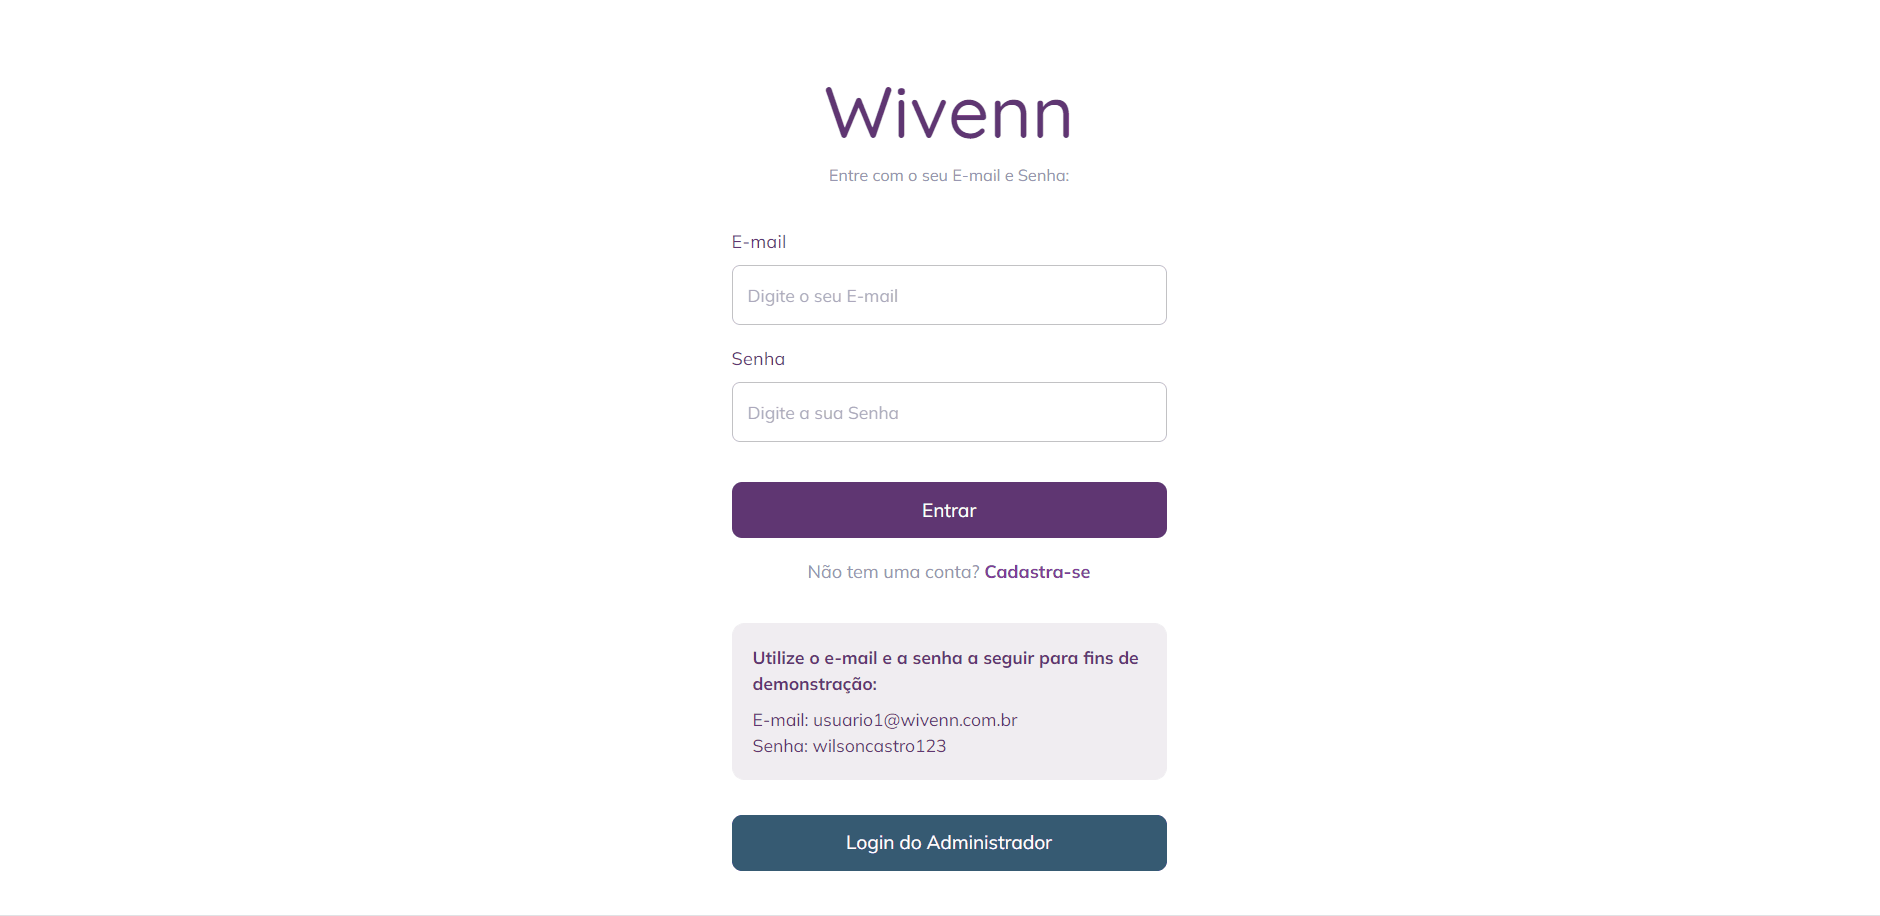 Wivenn
Entre com o seu E-mail e Senha:
E-mail
Digite o seu E-mail
Senha
Digite a sua Senha
Entrar
Não tem uma conta? Cadastra-se
Utilize o e-mail e a senha a seguir para fins de
demonstração:
E-mail: usuario1@wivenn.com.br
Senha: wilsoncastro123
Login do Administrador